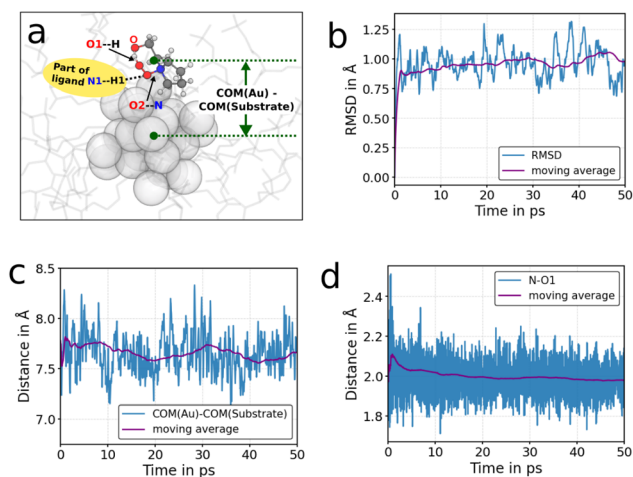 a
O
O1--H
Part of
ligand N1--H1
O2--N
COM(Au) -
COM(Substrate)
b
RMSD in Å
1.25
1.00
0.75
0.50
0.25
0.00
RMSD
moving average
0 10 20 30 40 50
Time in ps
c
Distance in Å
8.5
8.0
7.5
7.0
COM(Au)-COM(Substrate)
moving average
0 10 20 30 40 50
Time in ps
d
Distance in Å
2.4
2.2
2.0
1.8
N-O1
moving average
0 10 20 30 40 50
Time in ps